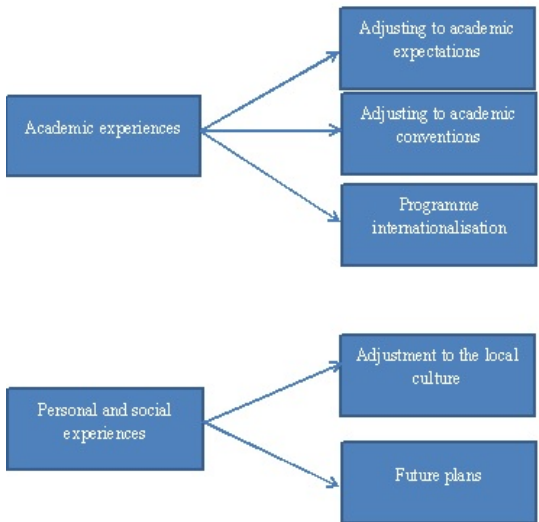 Academic experiences
Adjusting to academic
expectations
Adjusting to academic
conventions
Programme
internationalisation
Personal and social
experiences
Adjustment to the local
culture
Future plans